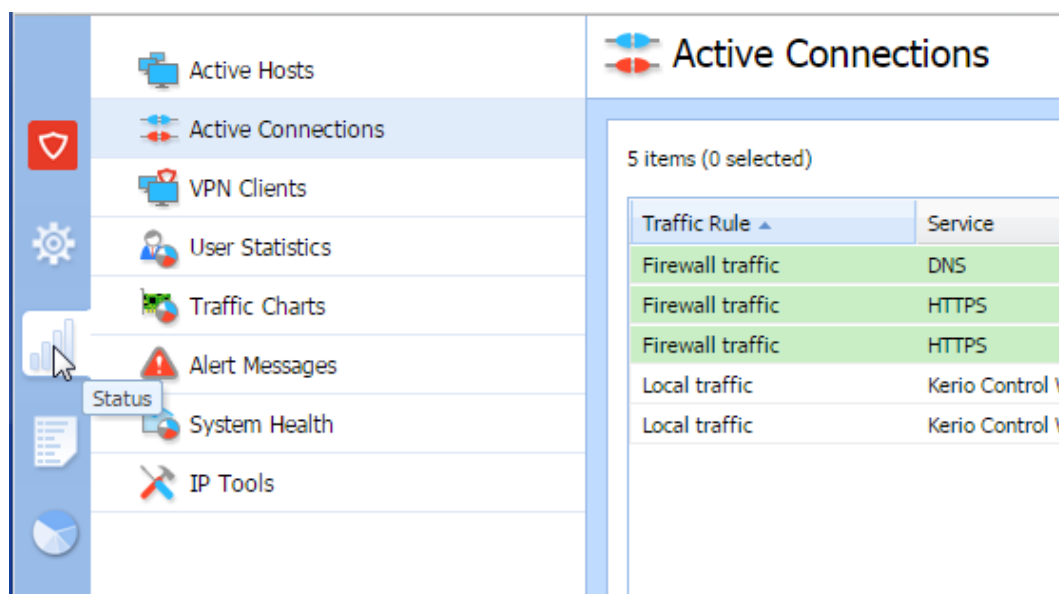 Active Hosts
Active Connections
VPN Clients
User Statistics
Traffic Charts
Alert Messages
Status
System Health
IP Tools
Active Connections
5 items (0 selected)
Traffic Rule Service
Firewall traffic DNS
Firewall traffic HTTPS
Firewall traffic HTTPS
Local traffic Kerio Control
Local traffic Kerio Control